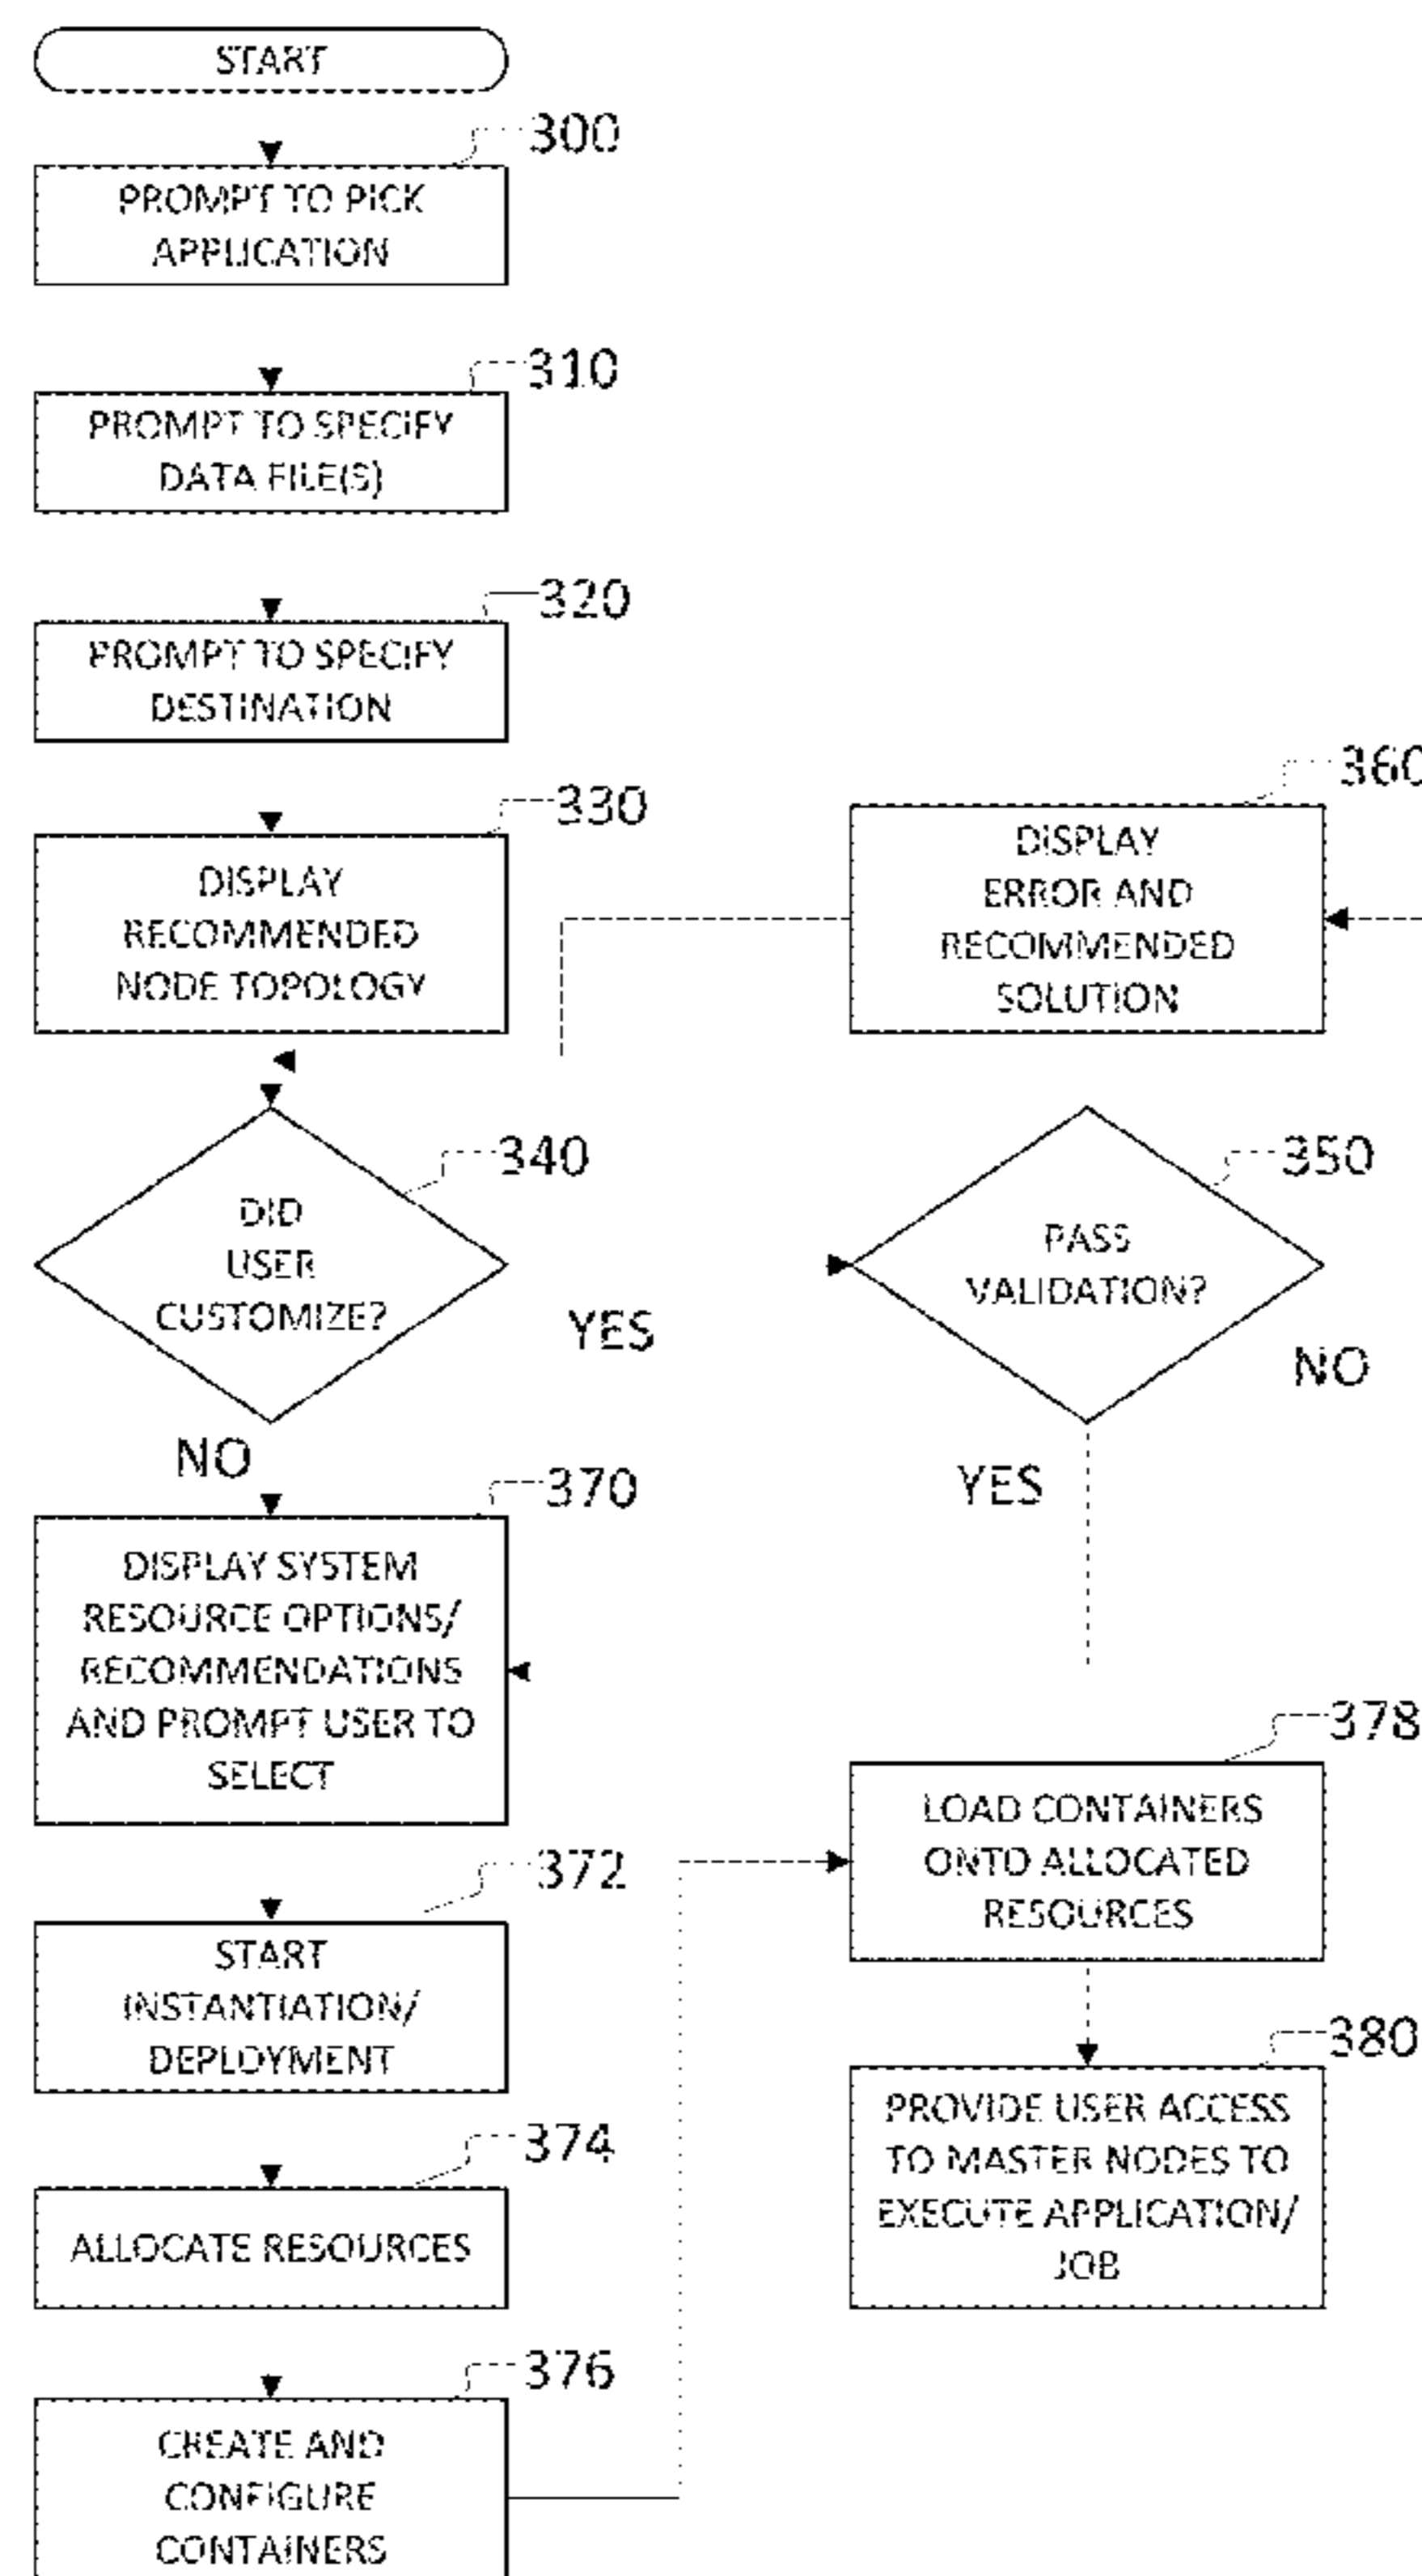 START
300
PROMPT TO PICK
APPLICATION
310
PROMPT TO SPECIFY
DATA FILE(S)
320
PROMPT TO SPECIFY
DESTINATION
330
DISPLAY
RECOMMENDED
NODE TOPOLOGY
360
DISPLAY
ERROR AND
RECOMMENDED
SOLUTION
340
DID
USER
CUSTOMIZE?
YES
NO
350
PASS
VALIDATION?
NO
YES
370
DISPLAY SYSTEM
RESOURCE OPTIONS/
RECOMMENDATIONS
AND PROMPT USER TO
SELECT
372
START
INSTANTIATION/
DEPLOYMENT
374
ALLOCATE RESOURCES
376
CREATE AND
CONFIGURE
CONTAINERS
378
LOAD CONTAINERS
ONTO ALLOCATED
RESOURCES
380
PROVIDE USER ACCESS
TO MASTER NODES TO
EXECUTE APPLICATION/
JOB